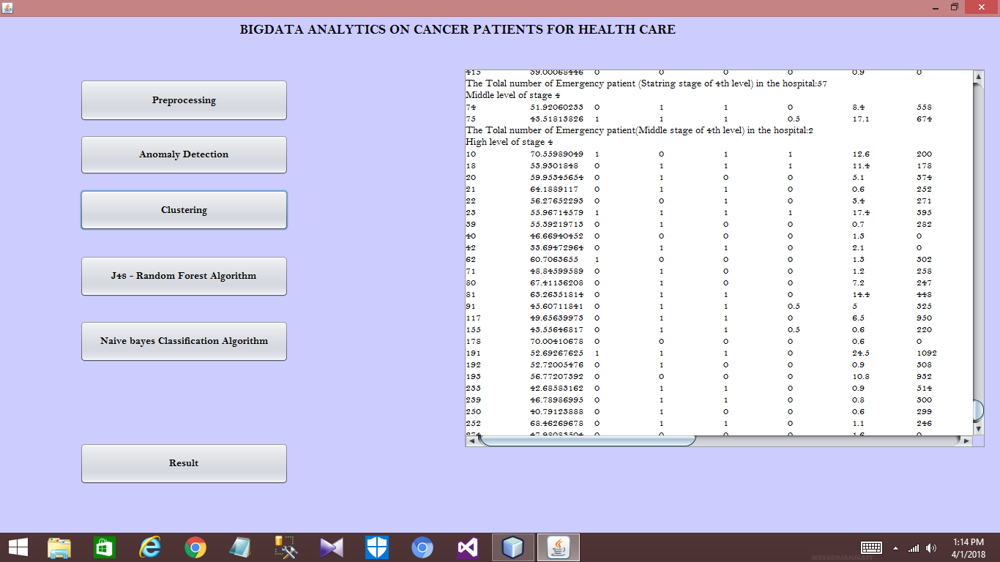 BIGDATA ANALYTICS ON CANCER PATIENTS FOR HEALTH CARE
Preprocessing
Anomaly Detection
Clustering
J48 - Random Forest Algorithm
Naive bayes Classification Algorithm
Result
415 39.00068446 0 0 0 0 0.9 0
The Tolal number of Emergency patient (Statring stage of 4th level) in the hospital:57
Middle level of stage 4
74 51.92060233 0 1 1 0 8.4 558
75 43.51813826 1 1 1 0.5 17.1 674
The Tolal number of Emergency patient(Middle stage of 4th level) in the hospital:2
High level of stage 4
10 70.55989049 1 0 1 1 12.6 200
18 53.9301848 0 1 1 1 11.4 178
20 59.95345654 0 1 0 0 5.1 374
21 64.1889117 0 1 1 0 0.6 252
22 56.27652293 0 0 1 0 3.4 271
23 55.96714579 1 1 1 1 17.4 395
39 55.39219713 0 1 0 0 0.7 282
40 46.66940452 0 0 0 0 1.3 0
42 33.69472964 0 1 1 0 2.1 0
62 60.7063655 1 0 0 0 1.3 302
71 48.84599589 0 1 0 0 1.2 258
80 67.41136208 0 1 0 0 7.2 247
81 63.26351814 0 1 1 0 14.4 448
91 45.60711841 0 1 1 0.5 5 325
117 49.65639973 0 1 1 0 6.5 950
155 43.53646817 0 1 1 0.5 0.6 220
178 70.00410678 0 0 0 0 0.6 0
191 52.69267625 1 1 1 0 24.5 1092
192 52.72005476 0 1 0 0 0.9 308
193 56.77207392 0 0 0 0 10.8 932
233 42.68583162 0 1 1 0 0.9 314
239 46.78986995 0 1 1 0 0.8 300
250 40.79123888 0 1 0 0 0.6 299
252 68.46269678 0 1 1 0 1.1 246
274 47.98083504 0 0 0 0 1.6 0
1:14 PM
4/1/2018